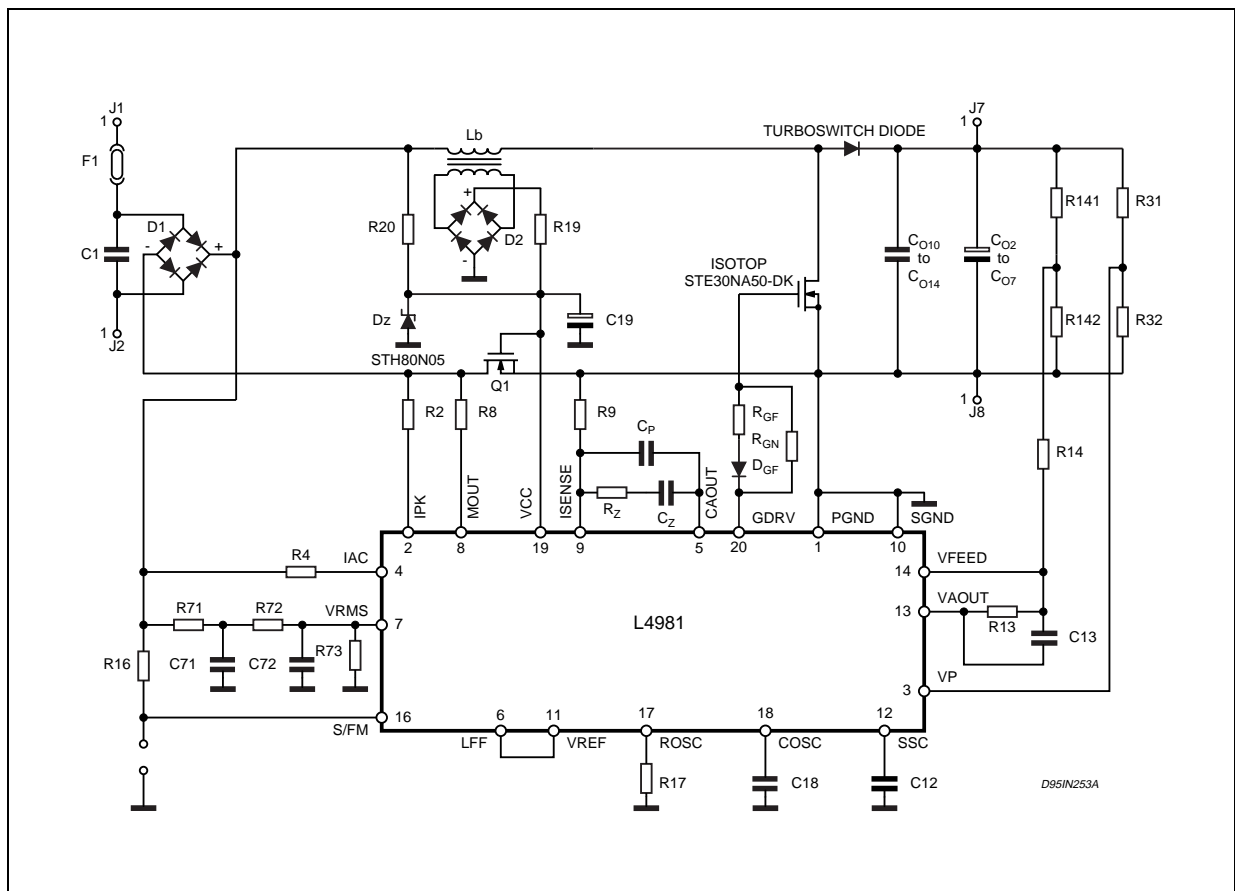 J1
1
F1
C1
1
J2
D1
-
+
Lb
R20
+
-
D2
R19
Dz
C19
STH80N05
Q1
TURBOSWITCH DIODE
J7
1
ISOTOP
STE30NA50-DK
CO10
to
CO14
CO2
to
CO7
R141
R31
R142
R32
1
J8
R2
R8
R9
CP
RZ
CZ
RGF
RGN
DGF
R14
IPK
MOUT
VCC
ISENSE
CAOUT
GDRV
PGND
SGND
2
8
19
9
5
20
1
10
R4
IAC
4
14
VFEED
R71
R72
VRMS
7
L4981
13
VAOUT
R13
C13
R16
C71
C72
R73
3
VP
S/FM
16
6
11
17
18
12
LFF
VREF
ROSC
COSC
SSC
R17
C18
C12
D95IN253A